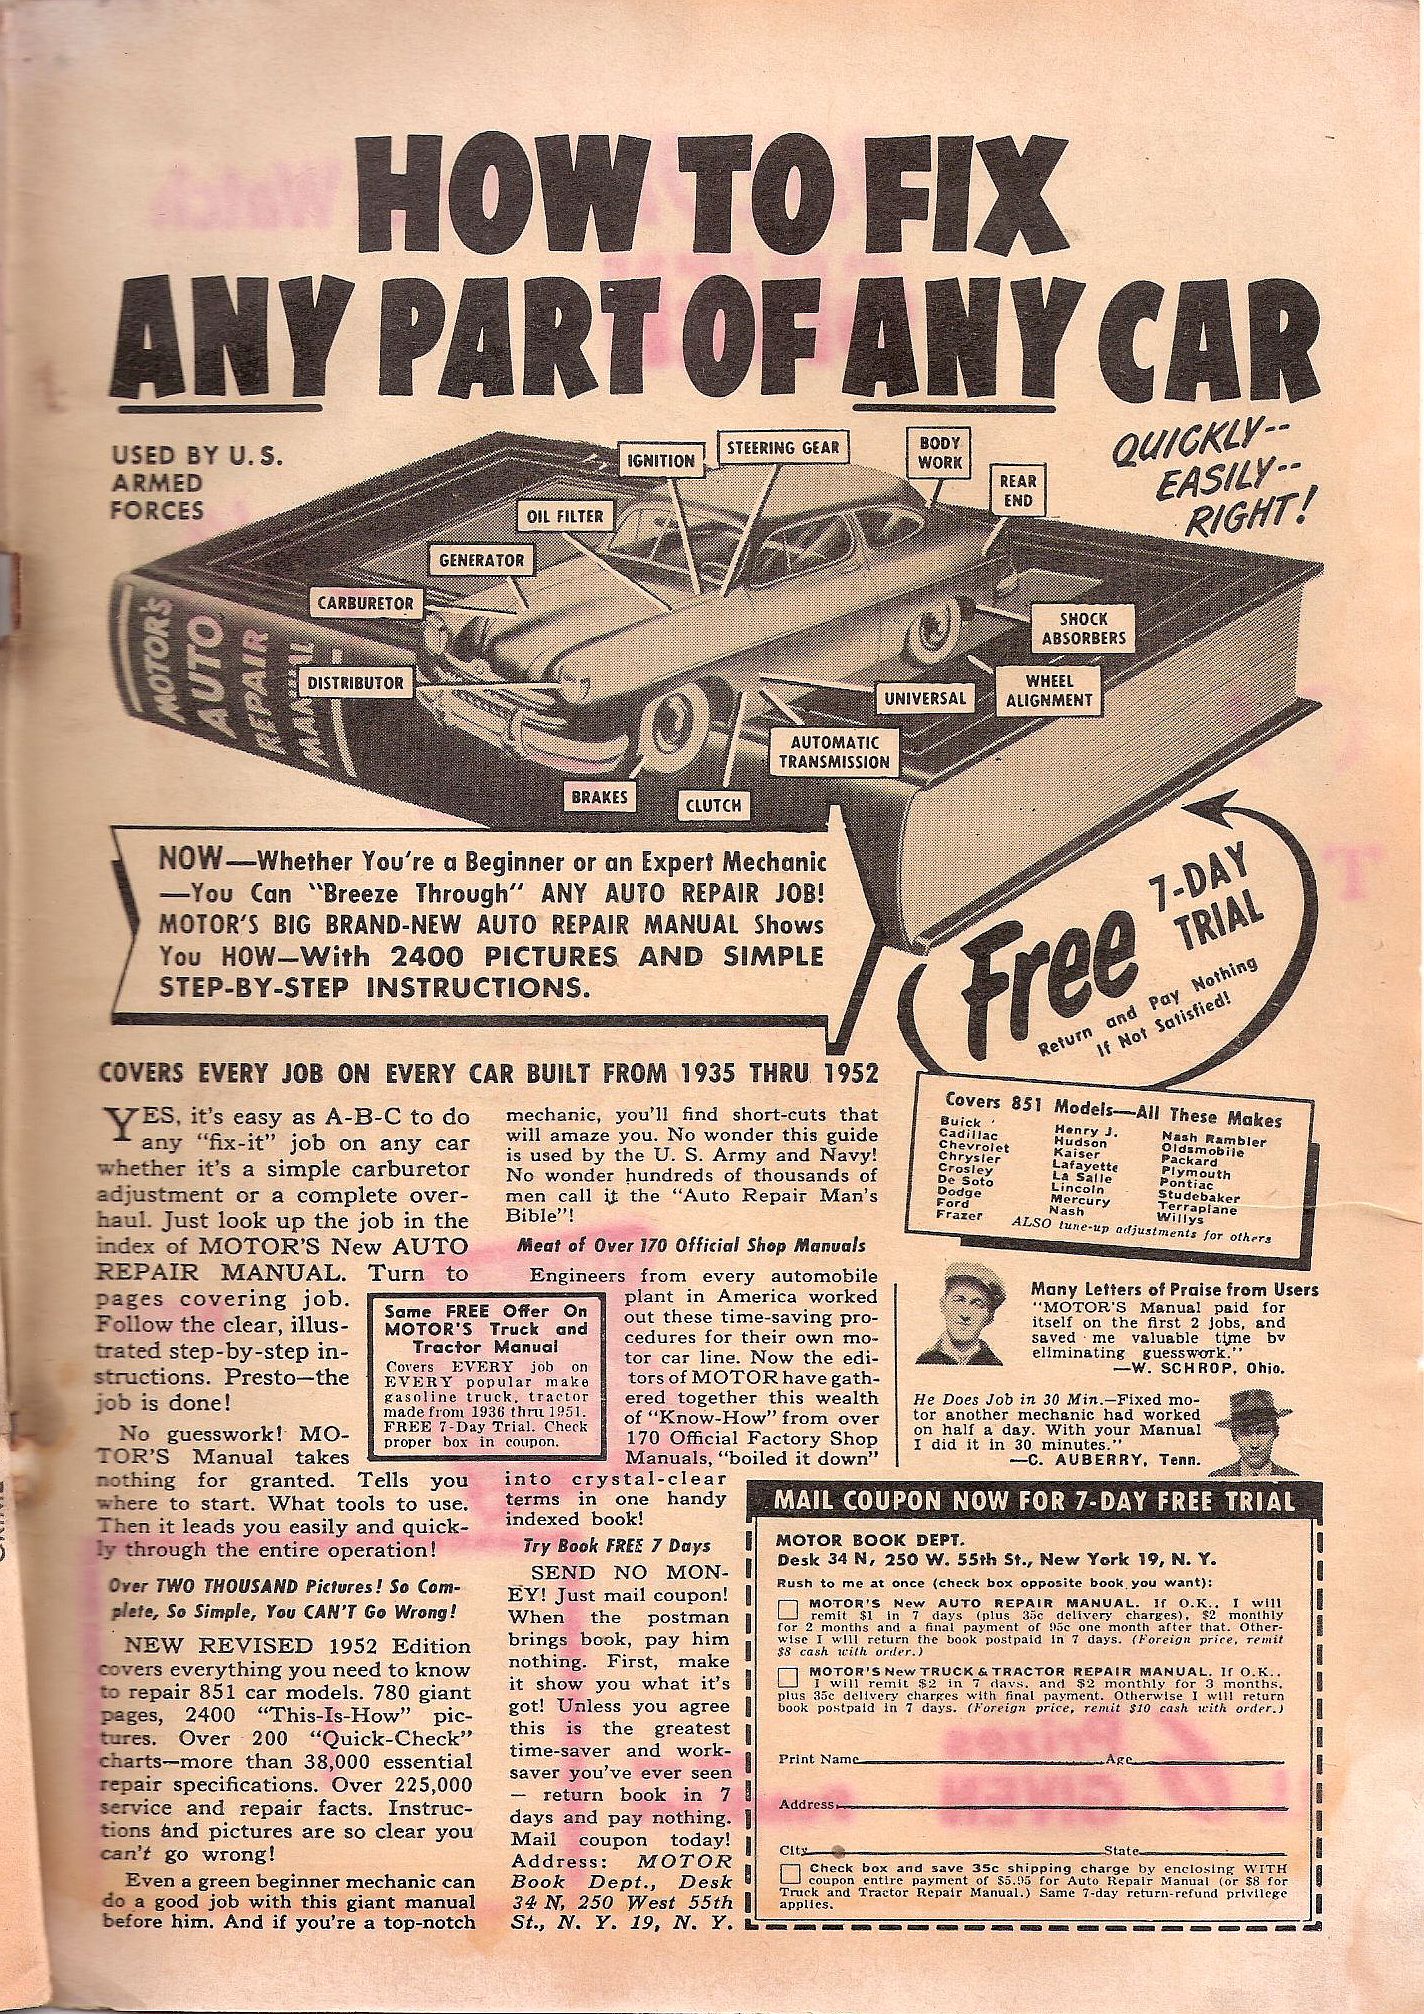 HOW TO FIX
ANY PART OF ANY CAR
QUICKLY--
EASILY--
RIGHT!
USED BY U. S.
ARMED
FORCES
IGNITION
STEERING GEAR
BODY
WORK
REAR
END
OIL FILTER
GENERATOR
CARBURETOR
DISTRIBUTOR
SHOCK
ABSORBERS
WHEEL
ALIGNMENT
UNIVERSAL
AUTOMATIC
TRANSMISSION
BRAKES
CLUTCH
MOTOR'S
AUTO
REPAIR
MANUAL
NOW—Whether You're a Beginner or an Expert Mechanic
—You Can "Breeze Through" ANY AUTO REPAIR JOB!
MOTOR'S BIG BRAND-NEW AUTO REPAIR MANUAL Shows
You HOW—With 2400 PICTURES AND SIMPLE
STEP-BY-STEP INSTRUCTIONS.
Free 7-DAY
TRIAL
Return and Pay Nothing
If Not Satisfied!
COVERS EVERY JOB ON EVERY CAR BUILT FROM 1935 THRU 1952
YES, it's easy as A-B-C to do
any "fix-it" job on any car
whether it's a simple carburetor
adjustment or a complete over-
haul. Just look up the job in the
index of MOTOR'S New AUTO
REPAIR MANUAL. Turn to
pages covering job.
Follow the clear, illus-
trated step-by-step in-
structions. Presto—the
job is done!
No guesswork! MO-
TOR'S Manual takes
nothing for granted. Tells you
where to start. What tools to use.
Then it leads you easily and quick-
ly through the entire operation!
Over TWO THOUSAND Pictures! So Com-
plete, So Simple, You CAN'T Go Wrong!
NEW REVISED 1952 Edition
covers everything you need to know
to repair 851 car models. 780 giant
pages, 2400 "This-Is-How" pic-
tures. Over 200 "Quick-Check"
charts—more than 38,000 essential
repair specifications. Over 225,000
service and repair facts. Instruc-
tions and pictures are so clear you
can't go wrong!
Even a green beginner mechanic can
do a good job with this giant manual
before him. And if you're a top-notch
Same FREE Offer On
MOTOR'S Truck and
Tractor Manual
Covers EVERY job on
EVERY popular make
gasoline truck, tractor
made from 1936 thru 1951.
FREE 7-Day Trial. Check
proper box in coupon.
mechanic, you'll find short-cuts that
will amaze you. No wonder this guide
is used by the U. S. Army and Navy!
No wonder hundreds of thousands of
men call it the "Auto Repair Man's
Bible"!
Meat of Over 170 Official Shop Manuals
Engineers from every automobile
plant in America worked
out these time-saving pro-
cedures for their own mo-
tor car line. Now the edi-
tors of MOTOR have gath-
ered together this wealth
of "Know-How" from over
170 Official Factory Shop
Manuals, "boiled it down"
into crystal-clear
terms in one handy
indexed book!
Try Book FREE 7 Days
SEND NO MON-
EY! Just mail coupon!
When the postman
brings book, pay him
nothing. First, make
it show you what it's
got! Unless you agree
this is the greatest
time-saver and work-
saver you've ever seen
— return book in 7
days and pay nothing.
Mail coupon today!
Address: MOTOR
Book Dept., Desk
34 N, 250 West 55th
St., N. Y. 19, N. Y.
Covers 851 Models—All These Makes
Buick
Cadillac
Chevrolet
Chrysler
Crosley
De Soto
Dodge
Ford
Frazer
Henry J.
Hudson
Kaiser
Lafayette
La Salle
Lincoln
Mercury
Nash
Nash Rambler
Oldsmobile
Packard
Plymouth
Pontiac
Studebaker
Terraplane
Willys
ALSO tune-up adjustments for others
Many Letters of Praise from Users
"MOTOR'S Manual paid for
itself on the first 2 jobs, and
saved me valuable time by
eliminating guesswork."
—W. SCHROP, Ohio.
He Does Job in 30 Min.—Fixed mo-
tor another mechanic had worked
on half a day. With your Manual
I did it in 30 minutes."
—C. AUBERRY, Tenn.
MAIL COUPON NOW FOR 7-DAY FREE TRIAL
MOTOR BOOK DEPT.
Desk 34 N, 250 W. 55th St., New York 19, N. Y.
Rush to me at once (check box opposite book you want):
MOTOR'S New AUTO REPAIR MANUAL. If O.K., I will
remit $1 in 7 days (plus 35c delivery charges), $2 monthly
for 2 months and a final payment of 95c one month after that. Other-
wise I will return the book postpaid in 7 days. (Foreign price, remit
$8 cash with order.)
MOTOR'S New TRUCK & TRACTOR REPAIR MANUAL. If O.K.,
I will remit $2 in 7 days, and $2 monthly for 3 months,
plus 35c delivery charges with final payment. Otherwise I will return
book postpaid in 7 days. (Foreign price, remit $10 cash with order.)
Print Name Age
Address
City State
Check box and save 35c shipping charge by enclosing WITH
coupon entire payment of $5.95 for Auto Repair Manual (or $8 for
Truck and Tractor Repair Manual.) Same 7-day return-refund privilege
applies.